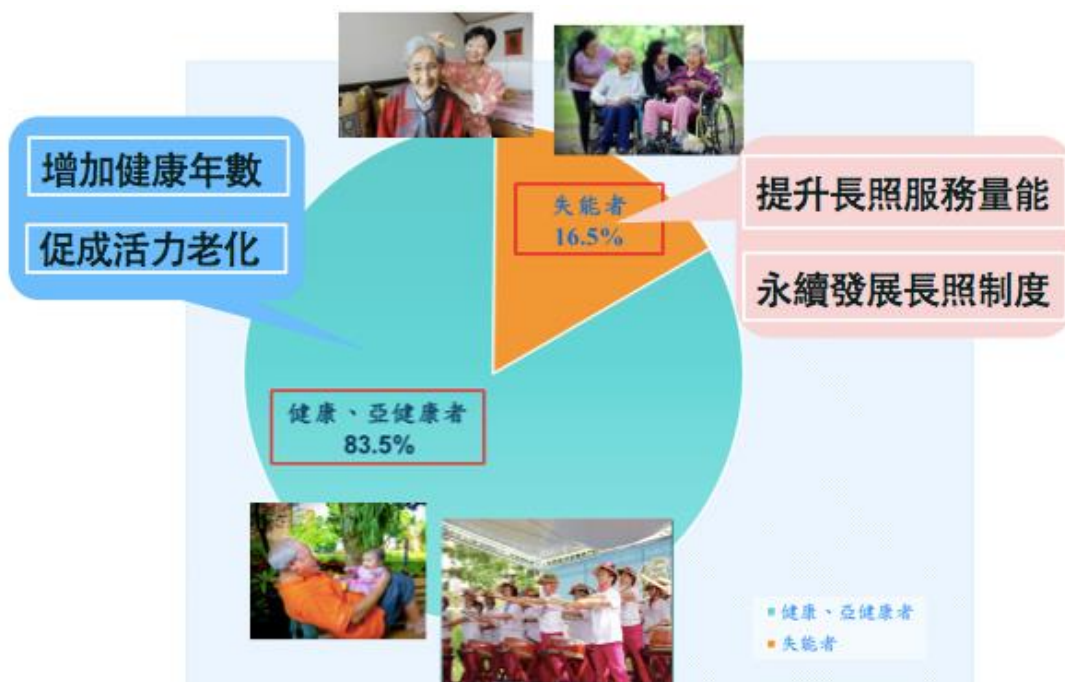 增加健康年數
促成活力老化
失能者
16.5%
提升長照服務量能
永續發展長照制度
健康、亞健康者
83.5%
健康、亞健康者
失能者